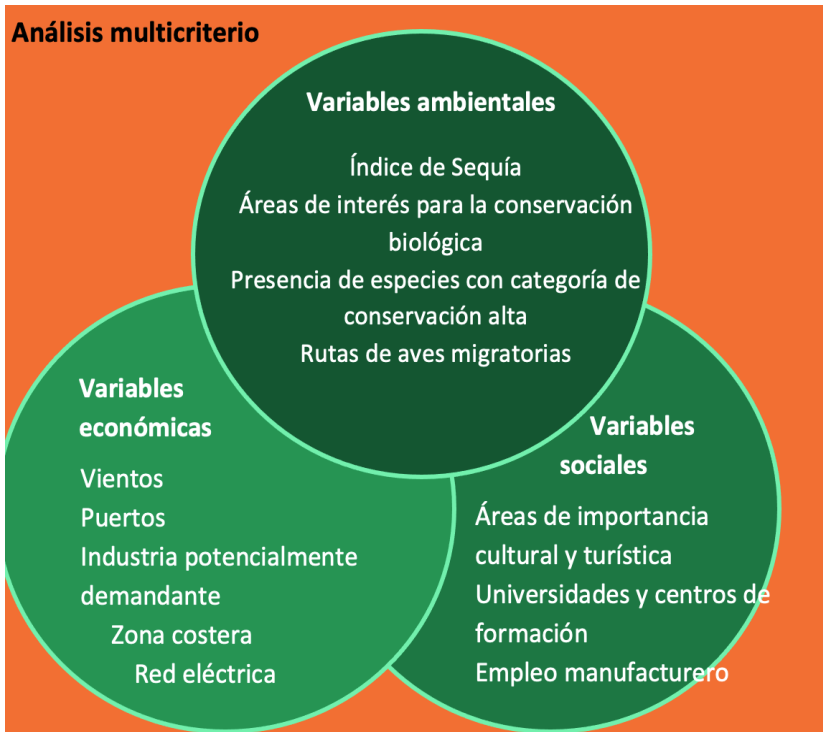 Análisis multicriterio
Variables ambientales
Índice de Sequía
Áreas de interés para la conservación
biológica
Presencia de especies con categoría de
conservación alta
Rutas de aves migratorias
Variables
económicas
Vientos
Puertos
Industria potencialmente
demandante
Zona costera
Red eléctrica
Variables
sociales
Áreas de importancia
cultural y turística
Universidades y centros de
formación
Empleo manufacturero